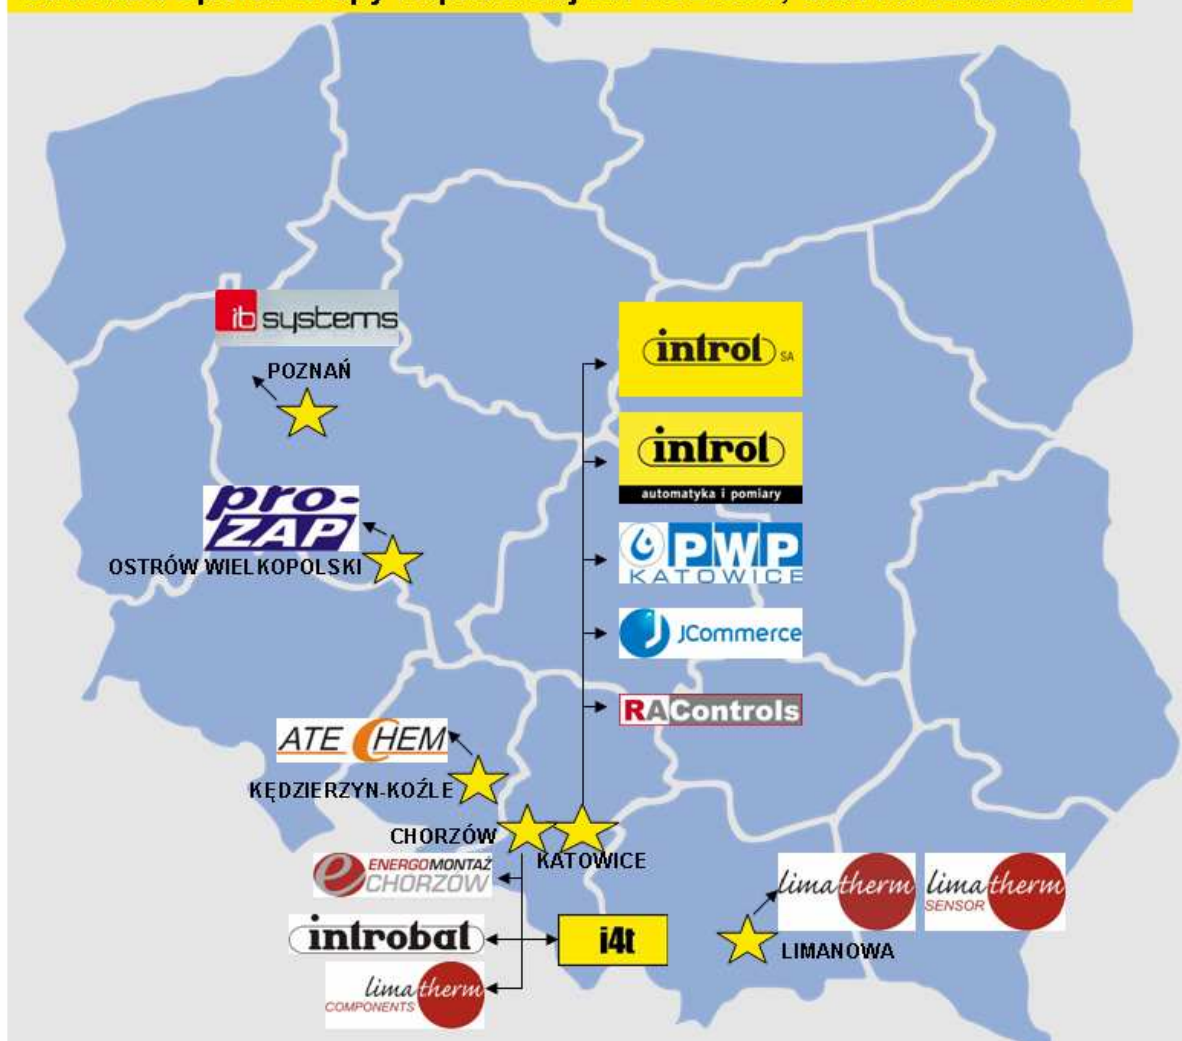 ib systems
POZNAŃ
introl SA
introl
automatyka i pomiary
pro-
ZAP
OSTRÓW WIELKOPOLSKI
PWP
KATOWICE
JCommerce
RAControls
ATE CHEM
KĘDZIERZYN-KOŹLE
CHORZÓW
KATOWICE
ENERGOMONTAŻ
CHORZÓW
introbat
i4t
limatherm
COMPONENTS
limatherm
limatherm
SENSOR
LIMANOWA